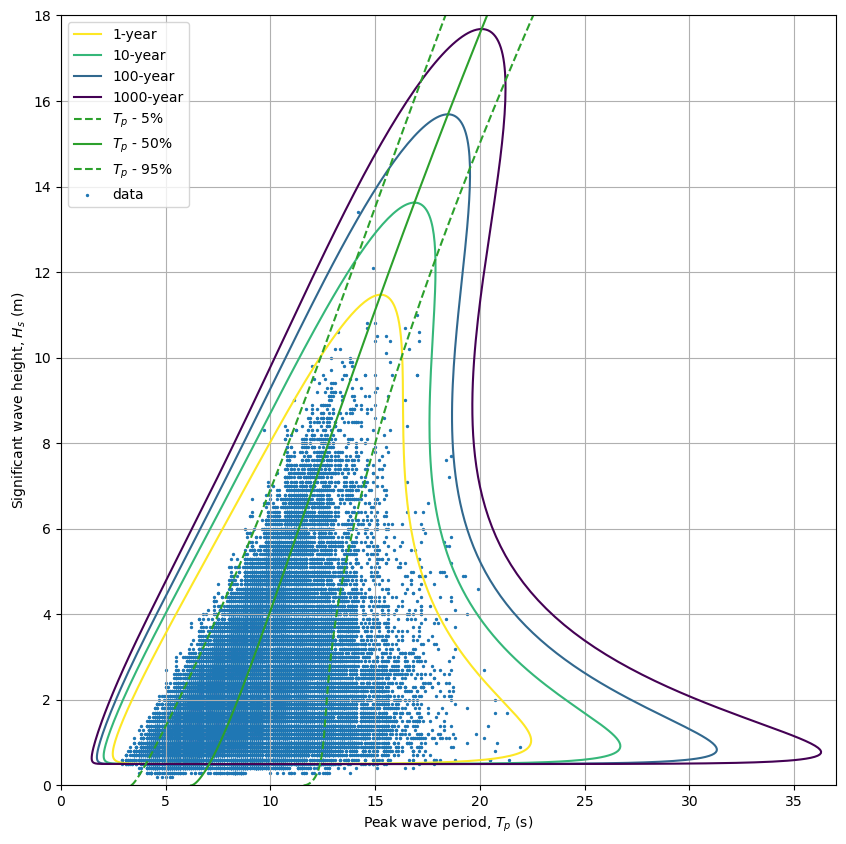 18
16
14
12
10
8
6
4
2
0
Significant wave height, $H_s$ (m)
1-year
10-year
100-year
1000-year
$T_p$ - 5%
$T_p$ - 50%
$T_p$ - 95%
data
0 5 10 15 20 25 30 35
Peak wave period, $T_p$ (s)